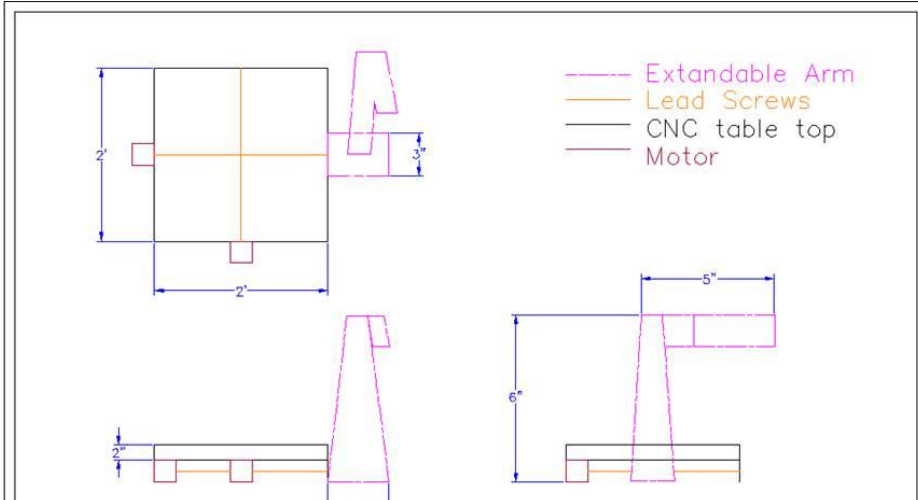 Extandable Arm
Lead Screws
CNC table top
Motor
2'
3"
2'
5"
6"
2"